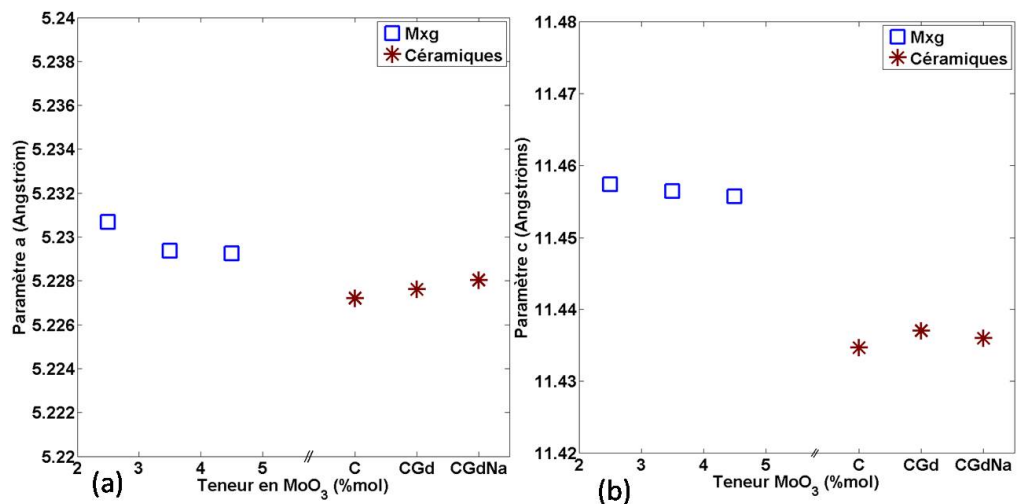 5.24
5.238
5.236
5.234
5.232
5.23
5.228
5.226
5.224
5.222
5.22
Paramètre a (Angström)
Mxg
Céramiques
2 3 4 5 // C CGd CGdNa
(a)
Teneur en MoO₃ (%mol)
11.48
11.47
11.46
11.45
11.44
11.43
11.42
Paramètre c (Angströms)
Mxg
Céramiques
2 3 4 5 // C CGd CGdNa
(b)
Teneur MoO₃ (%mol)